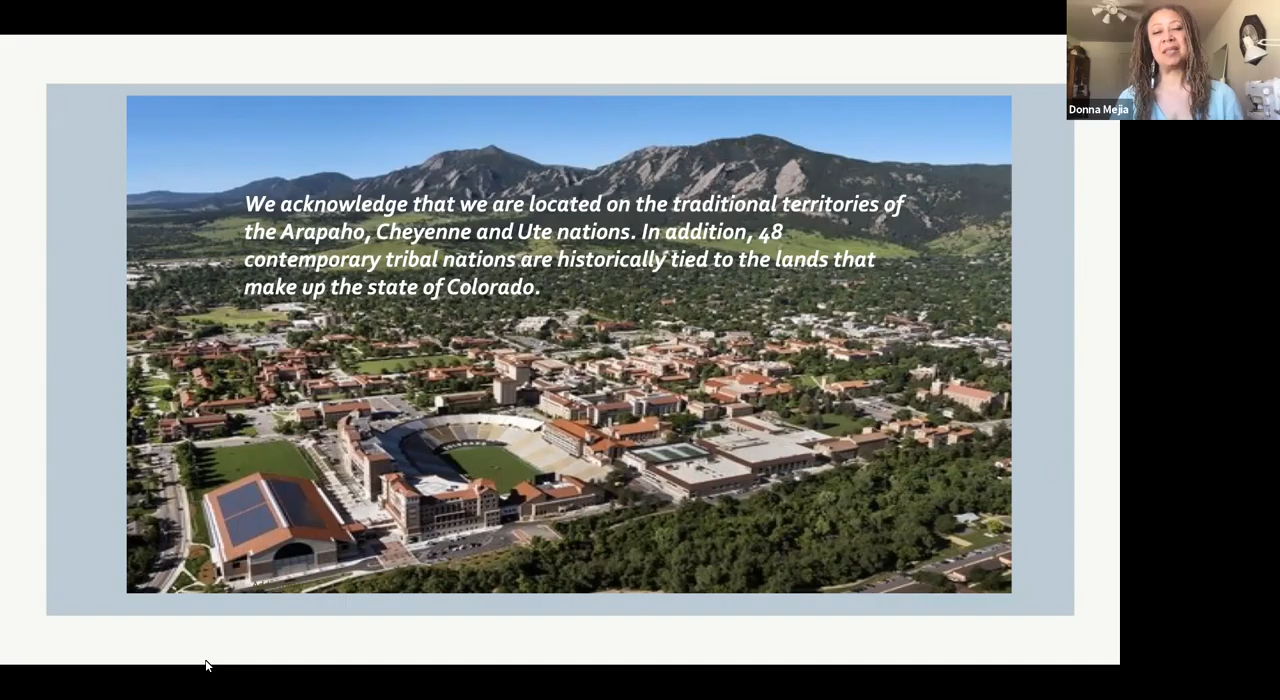 Donna Mejia
We acknowledge that we are located on the traditional territories of
the Arapaho, Cheyenne and Ute nations. In addition, 48
contemporary tribal nations are historically tied to the lands that
make up the state of Colorado.